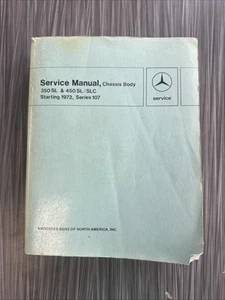 Service Manual, Chassis Body
350 SL & 450 SL/SLC
Starting 1972, Series 107
service
MERCEDES-BENZ OF NORTH AMERICA, INC.